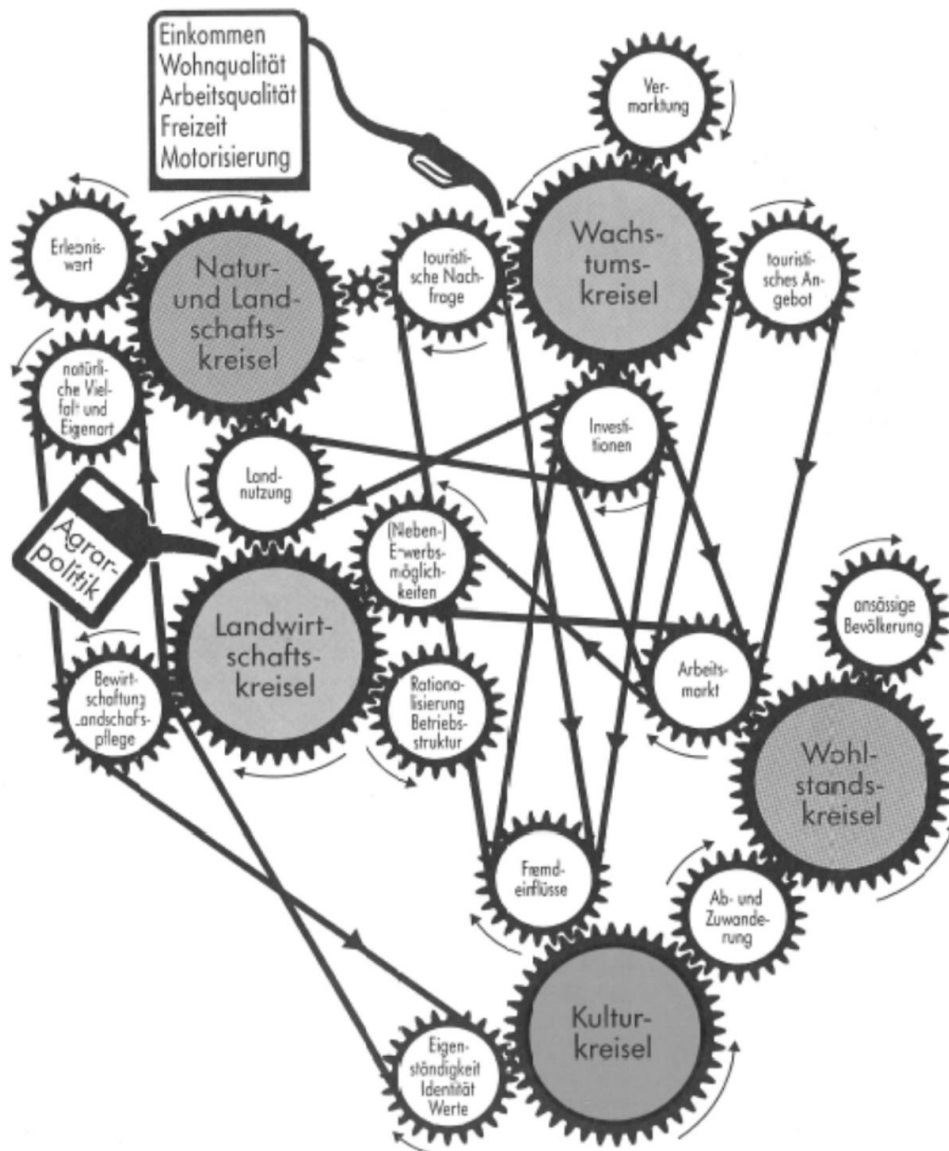 Einkommen
Wohnqualität
Arbeitsqualität
Freizeit
Motorisierung
Ver-
marktung
Erlebnis-
wert
Natur-
und Land-
schafts-
kreisel
touristi-
sche Nach-
frage
Wachs-
tums-
kreisel
touris-
tisches An-
gebot
natürli-
che Viel-
falt und
Eigenart
Land-
nutzung
Investi-
tionen
Agrar-
politik
(Neben-)
Erwerbs-
möglich-
keiten
ansässige
Bevölkerung
Landwirt-
schafts-
kreisel
Bewirt-
schaftung
Landschafts-
pflege
Rationa-
lisierung
Betriebs-
struktur
Arbeits-
markt
Wohl-
stands-
kreisel
Fremd-
einflüsse
Ab- und
Zuwande-
rung
Kultur-
kreisel
Eigen-
ständigkeit
Identität
Werte